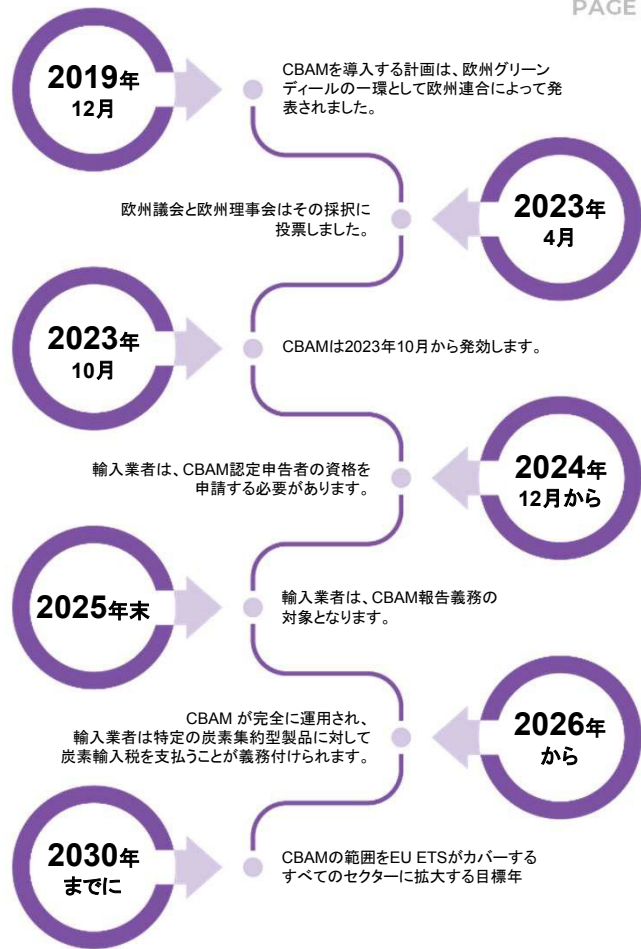 PAGE
2019年
12月
CBAMを導入する計画は、欧州グリーン
ディールの一環として欧州連合によって発
表されました。
欧州議会と欧州理事会はその採択に
投票しました。
2023年
4月
2023年
10月
CBAMは2023年10月から発効します。
輸入業者は、CBAM認定申告者の資格を
申請する必要があります。
2024年
12月から
2025年末
輸入業者は、CBAM報告義務の
対象となります。
CBAM が完全に運用され、
輸入業者は特定の炭素集約型製品に対して
炭素輸入税を支払うことが義務付けられます。
2026年
から
2030年
までに
CBAMの範囲をEU ETSがカバーする
すべてのセクターに拡大する目標年